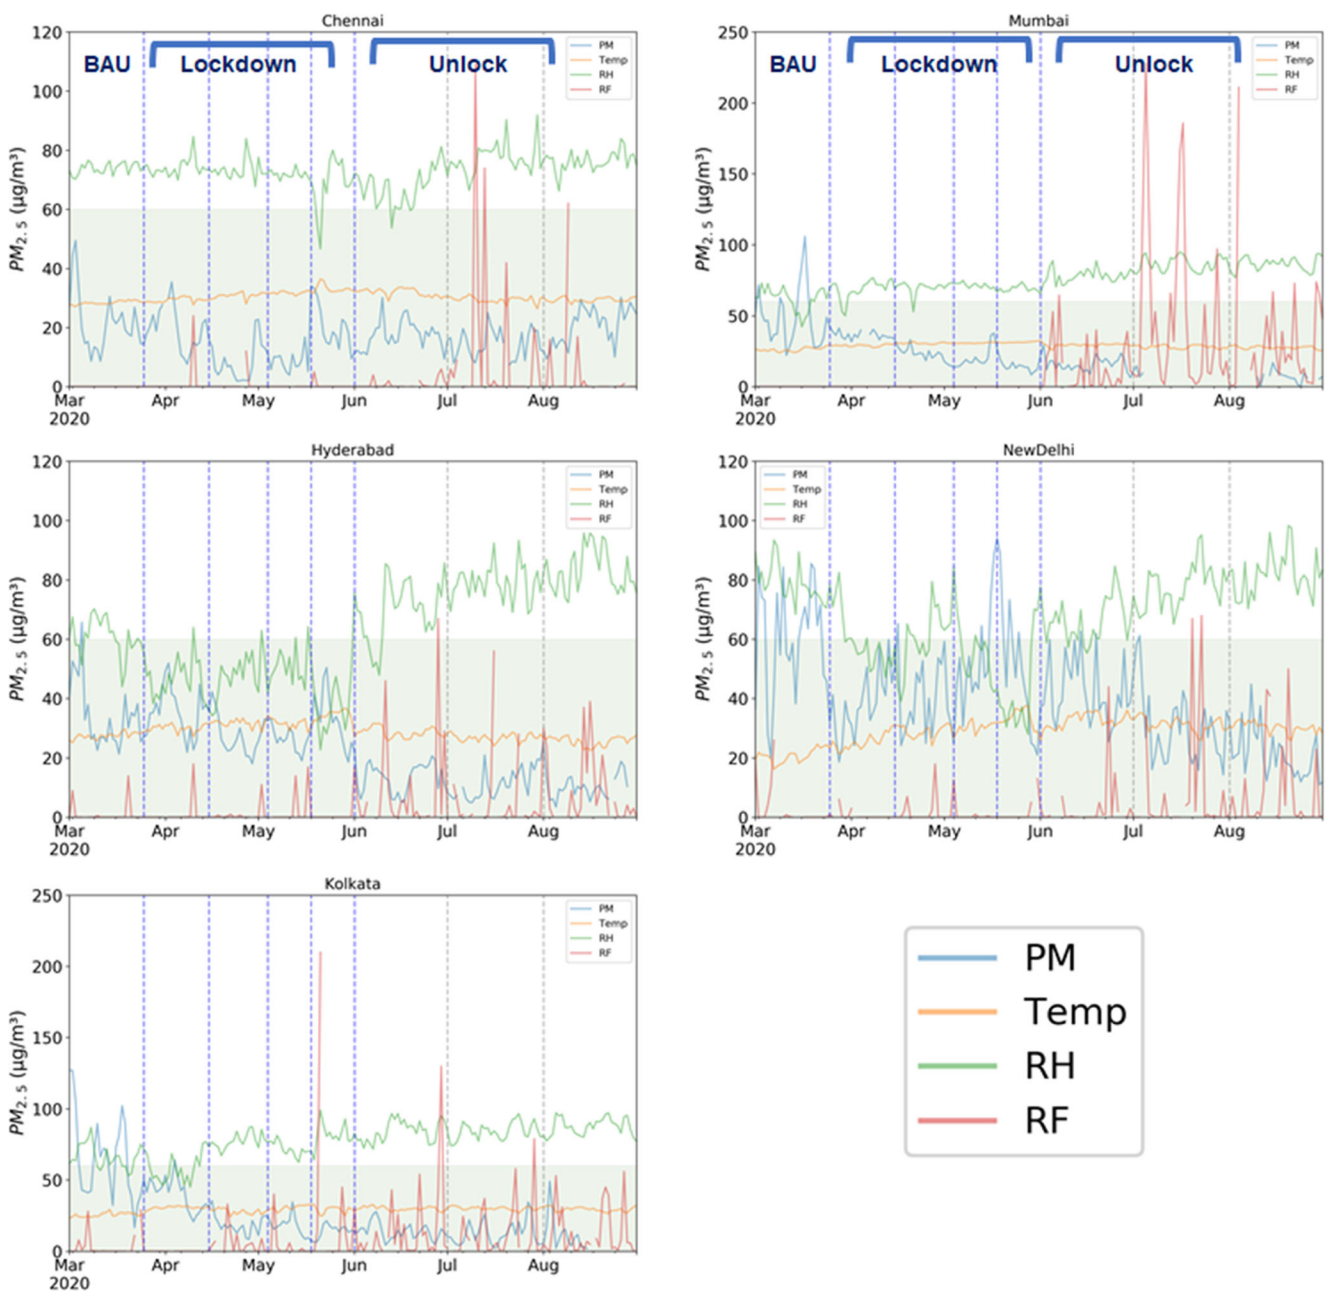 Chennai
120
100
80
60
40
20
0
PM2.5 (µg/m³)
BAU
Lockdown
Unlock
PM
Temp
RH
RF
Mar
2020
Apr
May
Jun
Jul
Aug
Mumbai
250
200
150
100
50
0
PM2.5 (µg/m³)
BAU
Lockdown
Unlock
PM
Temp
RH
RF
Mar
2020
Apr
May
Jun
Jul
Aug
Hyderabad
120
100
80
60
40
20
0
PM2.5 (µg/m³)
PM
Temp
RH
RF
Mar
2020
Apr
May
Jun
Jul
Aug
NewDelhi
120
100
80
60
40
20
0
PM2.5 (µg/m³)
PM
Temp
RH
RF
Mar
2020
Apr
May
Jun
Jul
Aug
Kolkata
250
200
150
100
50
0
PM2.5 (µg/m³)
PM
Temp
RH
RF
Mar
2020
Apr
May
Jun
Jul
Aug
PM
Temp
RH
RF